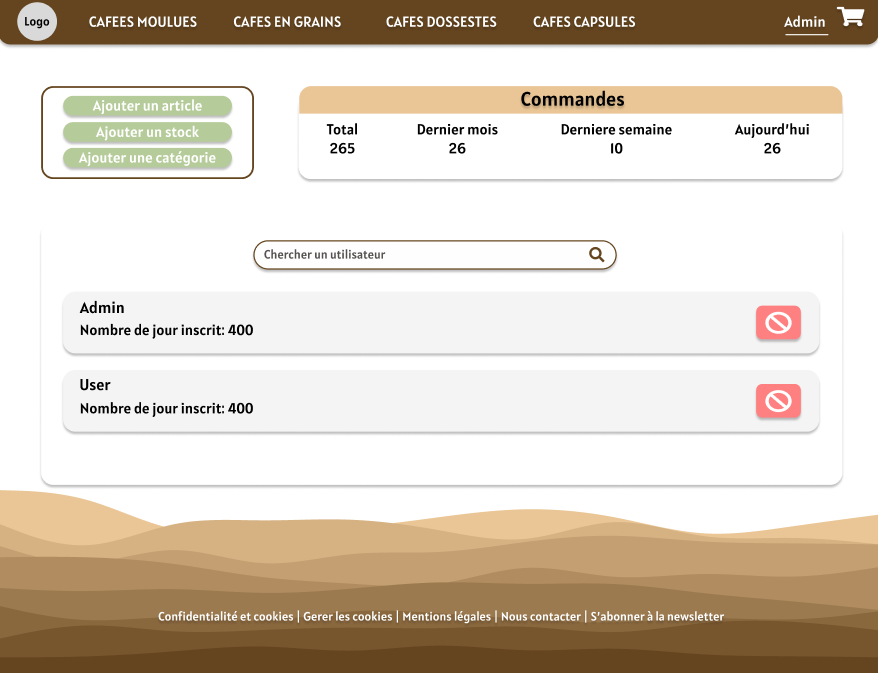 Logo CAFEES MOULUES CAFES EN GRAINS CAFES DOSSESTES CAFES CAPSULES Admin
Ajouter un article
Ajouter un stock
Ajouter une catégorie
Commandes
Total Dernier mois Derniere semaine Aujourd'hui
265 26 10 26
Chercher un utilisateur
Admin
Nombre de jour inscrit: 400
User
Nombre de jour inscrit: 400
Confidentialité et cookies | Gerer les cookies | Mentions légales | Nous contacter | S'abonner à la newsletter